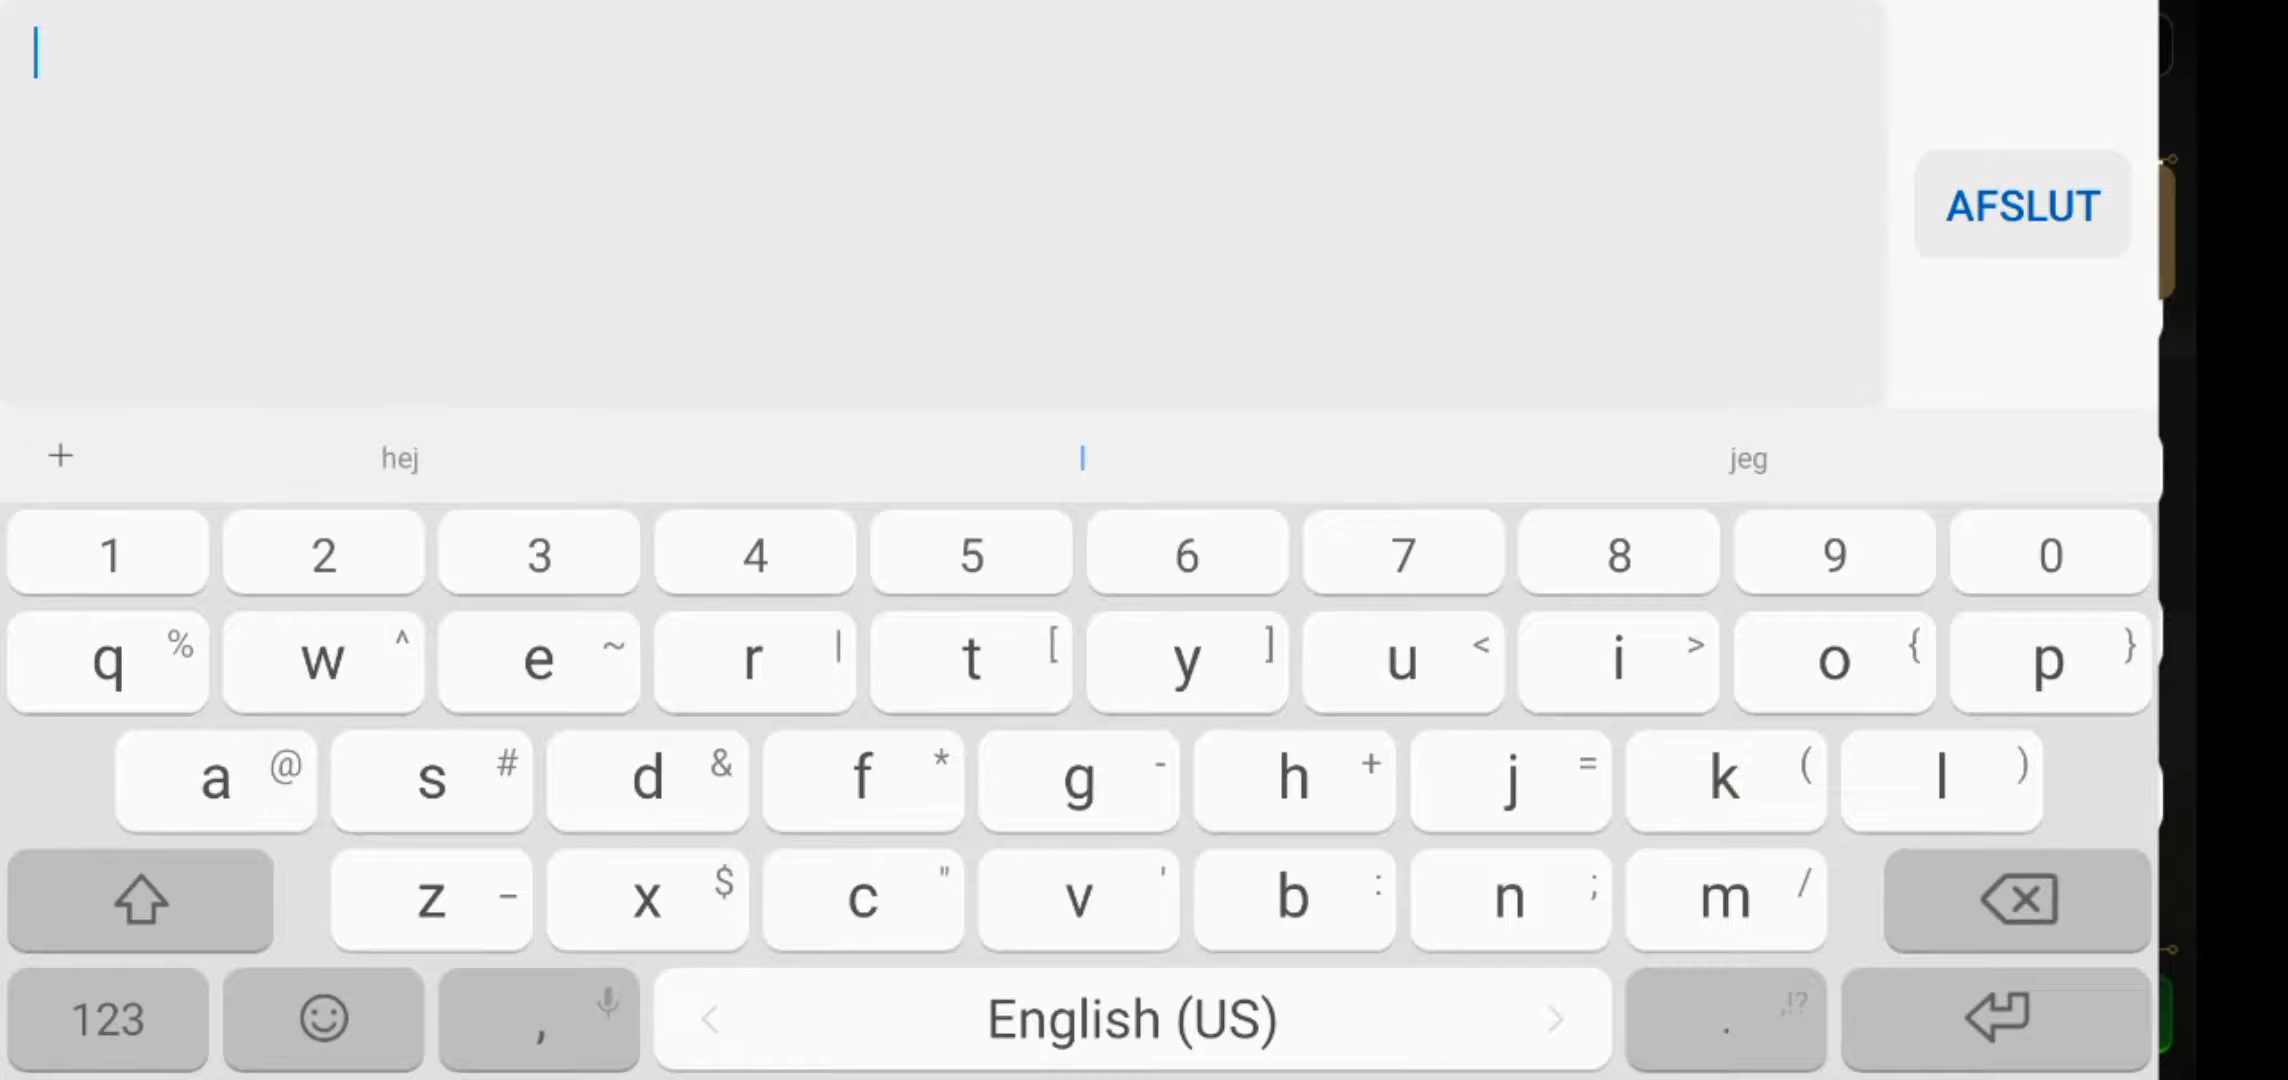 AFSLUT
+ hej I jeg
1 2 3 4 5 6 7 8 9 0
q % w ^ e ~ r | t [ y ] u < i > o { p }
a @ s # d & f * g - h + j = k ( l )
z _ x $ c " v ' b : n ; m /
123 , < English (US) > . ,!?